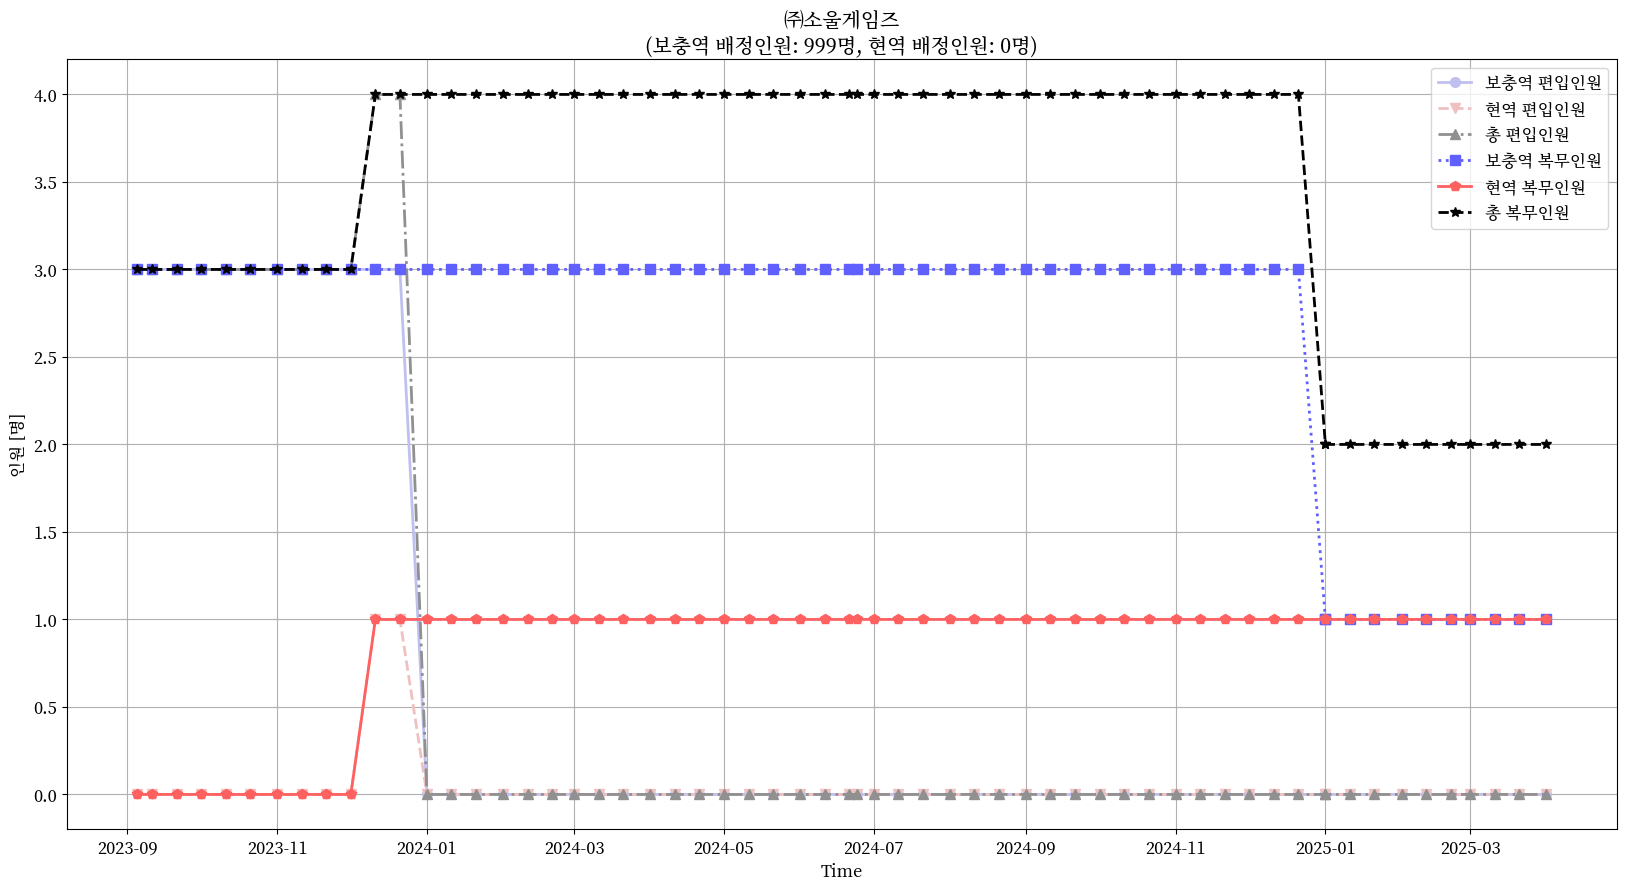 ㈜소울게임즈
(보충역 배정인원: 999명, 현역 배정인원: 0명)
4.0
3.5
3.0
2.5
2.0
1.5
1.0
0.5
0.0
인원 [명]
보충역 편입인원
현역 편입인원
총 편입인원
보충역 복무인원
현역 복무인원
총 복무인원
2023-09
2023-11
2024-01
2024-03
2024-05
2024-07
2024-09
2024-11
2025-01
2025-03
Time